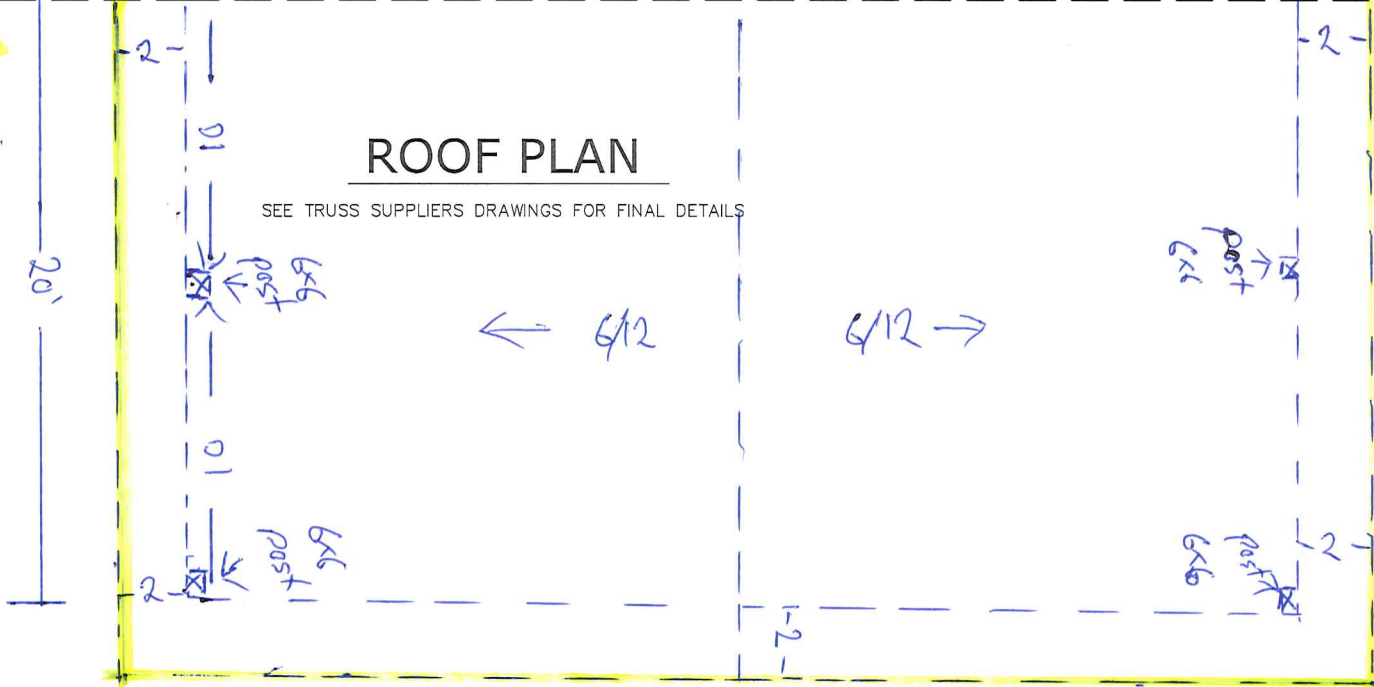 -2-
-2-
10
ROOF PLAN
SEE TRUSS SUPPLIERS DRAWINGS FOR FINAL DETAILS
20'
6x6
post
6x6
post
← 6/12
6/12 →
10
6x6
post
6x6
post
-2-
-2-
-2-